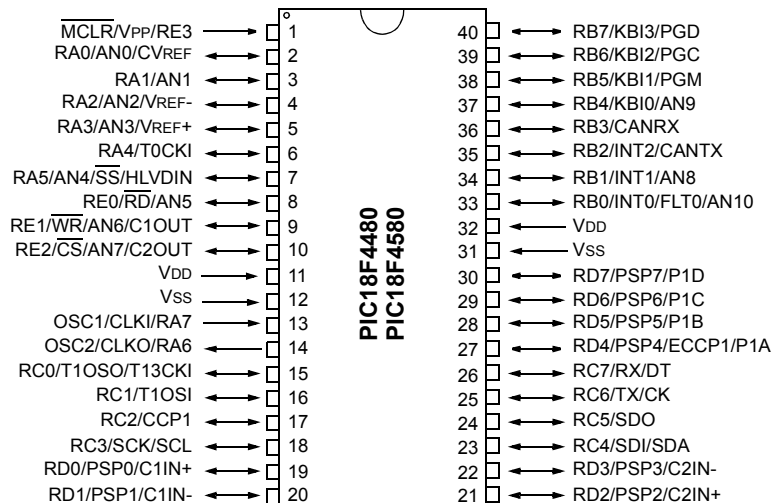 MCLR/VPP/RE3 1 40 RB7/KBI3/PGD
RA0/AN0/CVREF 2 39 RB6/KBI2/PGC
RA1/AN1 3 38 RB5/KBI1/PGM
RA2/AN2/VREF- 4 37 RB4/KBI0/AN9
RA3/AN3/VREF+ 5 36 RB3/CANRX
RA4/T0CKI 6 35 RB2/INT2/CANTX
RA5/AN4/SS/HLVDIN 7 34 RB1/INT1/AN8
RE0/RD/AN5 8 33 RB0/INT0/FLT0/AN10
RE1/WR/AN6/C1OUT 9 32 VDD
RE2/CS/AN7/C2OUT 10 31 VSS
VDD 11 30 RD7/PSP7/P1D
VSS 12 29 RD6/PSP6/P1C
OSC1/CLKI/RA7 13 28 RD5/PSP5/P1B
OSC2/CLKO/RA6 14 27 RD4/PSP4/ECCP1/P1A
RC0/T1OSO/T13CKI 15 26 RC7/RX/DT
RC1/T1OSI 16 25 RC6/TX/CK
RC2/CCP1 17 24 RC5/SDO
RC3/SCK/SCL 18 23 RC4/SDI/SDA
RD0/PSP0/C1IN+ 19 22 RD3/PSP3/C2IN-
RD1/PSP1/C1IN- 20 21 RD2/PSP2/C2IN+
PIC18F4480
PIC18F4580